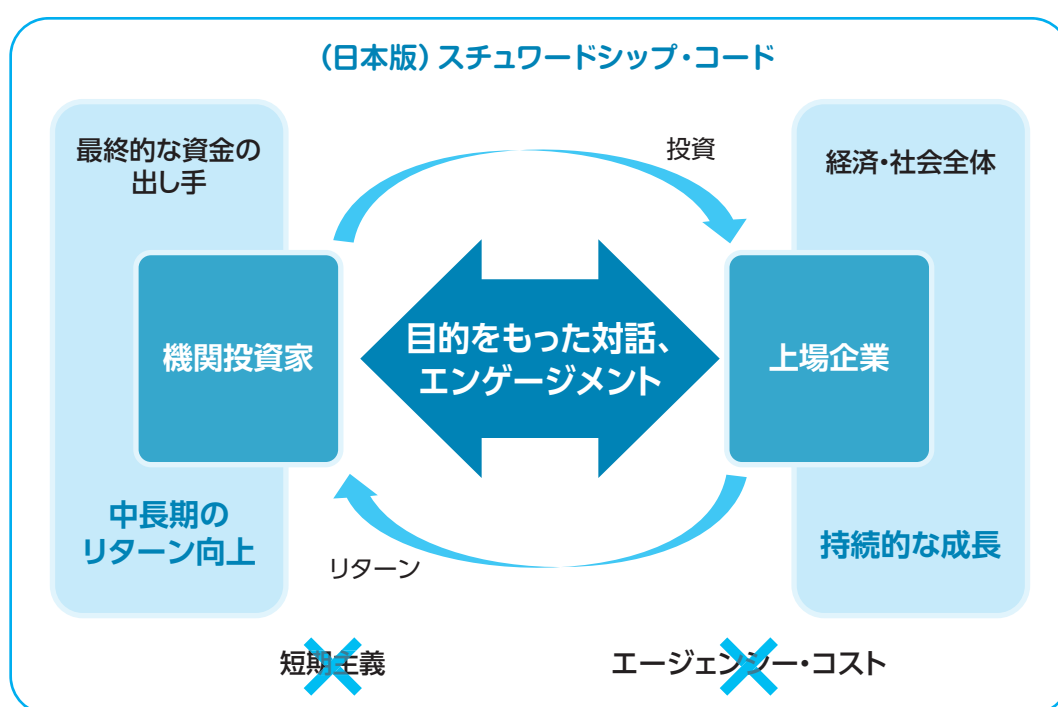 (日本版)スチュワードシップ・コード
最終的な資金の
出し手
投資
経済・社会全体
機関投資家
目的をもった対話、
エンゲージメント
上場企業
中長期の
リターン向上
リターン
持続的な成長
短期主義
エージェンシー・コスト